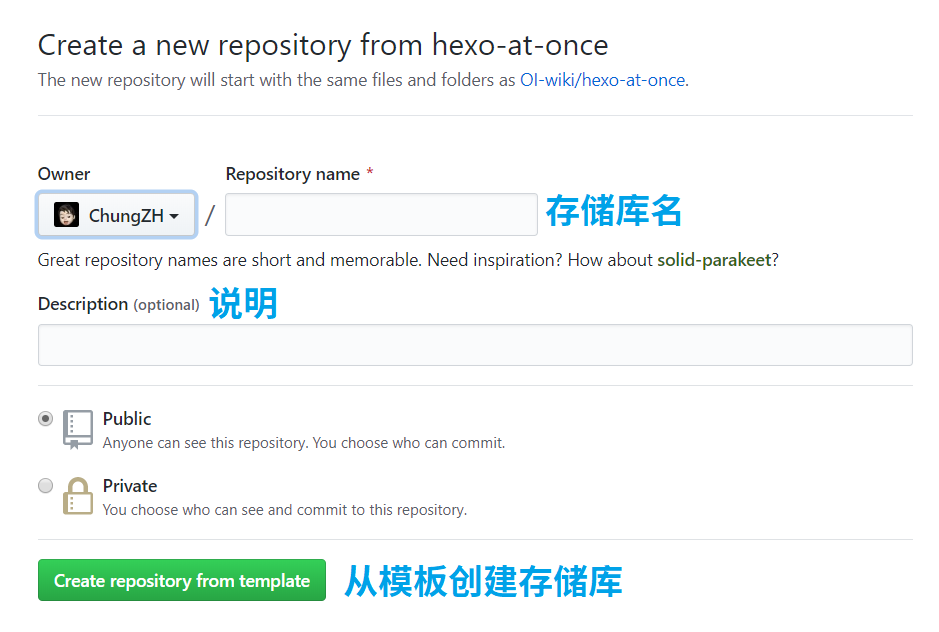 Create a new repository from hexo-at-once
The new repository will start with the same files and folders as OI-wiki/hexo-at-once.
Owner Repository name *
ChungZH / 存储库名
Great repository names are short and memorable. Need inspiration? How about solid-parakeet?
Description (optional) 说明
Public
Anyone can see this repository. You choose who can commit.
Private
You choose who can see and commit to this repository.
Create repository from template 从模板创建存储库